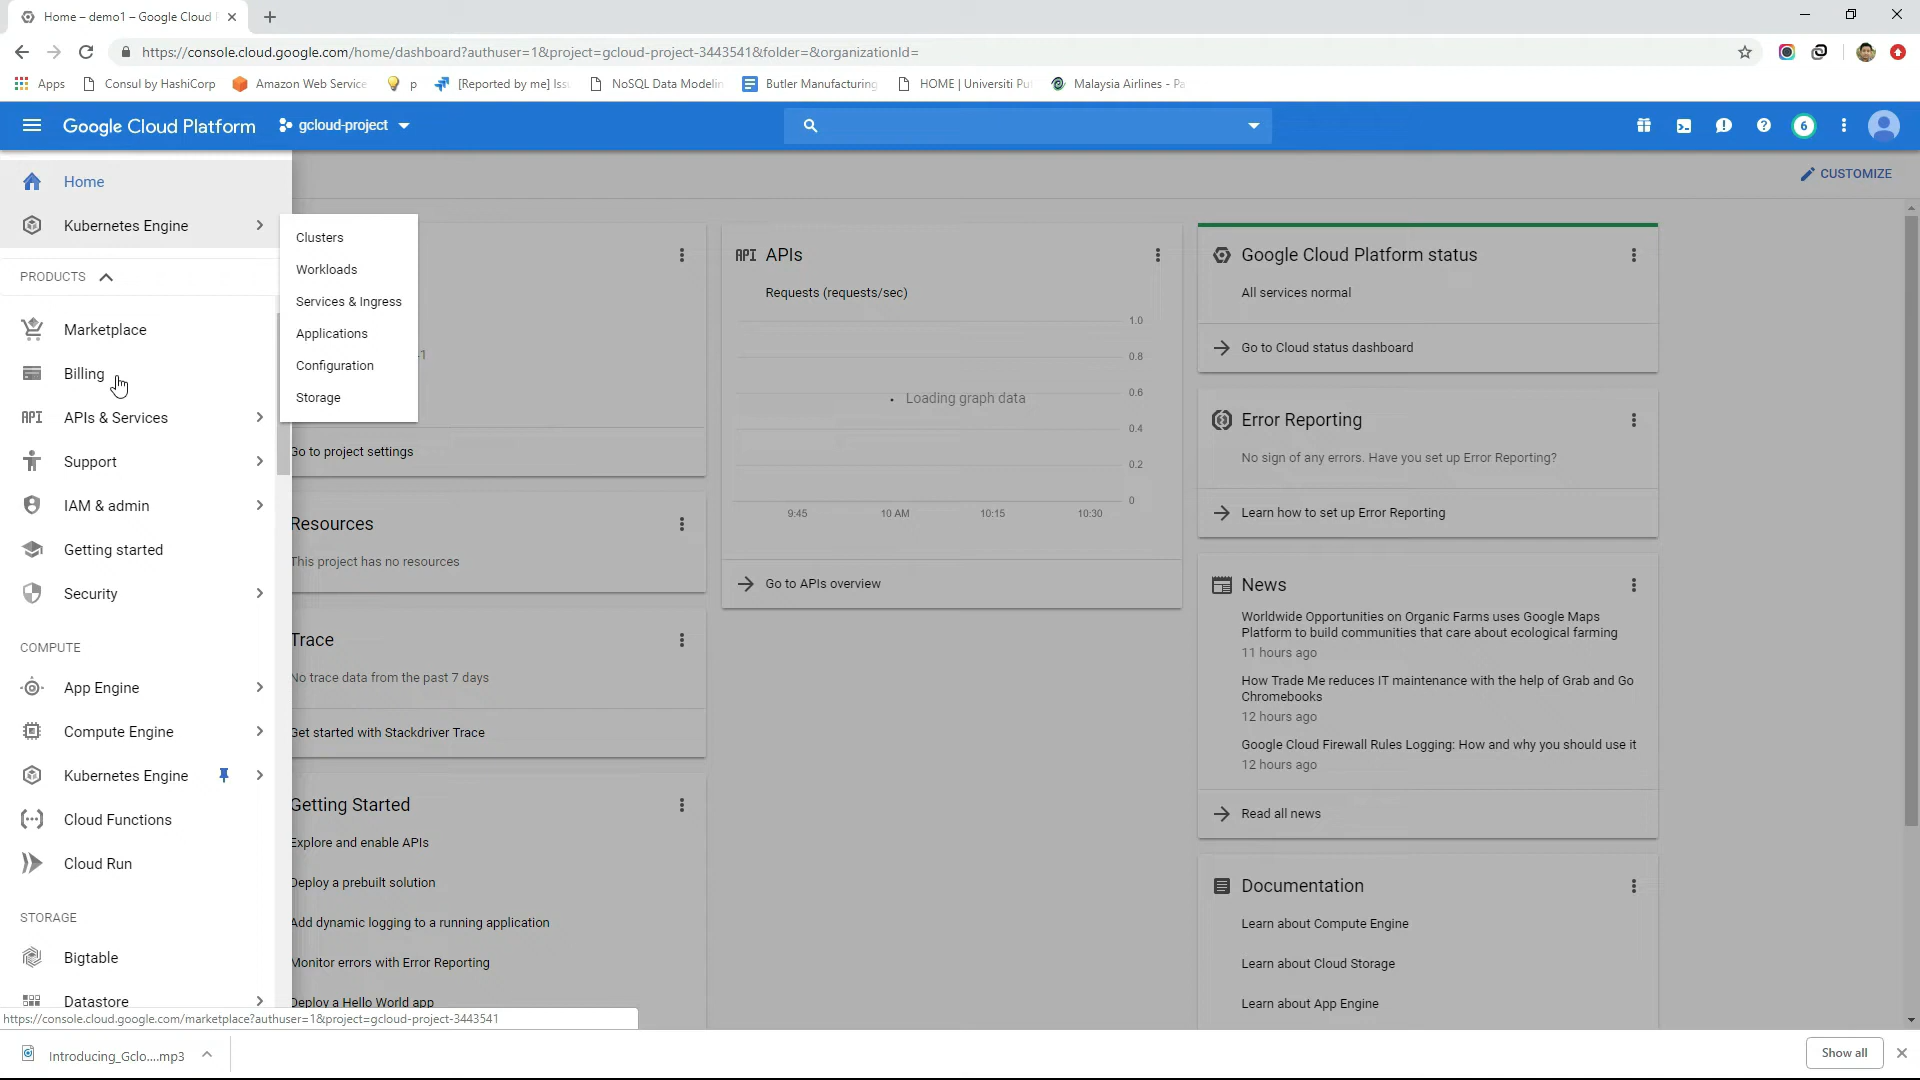 Home – demo1 – Google Cloud
https://console.cloud.google.com/home/dashboard?authuser=1&project=gcloud-project-3443541&folder=&organizationId=
Apps
Consul by HashiCorp
Amazon Web Service
p
[Reported by me] Iss
NoSQL Data Modelin
Butler Manufacturing
HOME | Universiti Pu
Malaysia Airlines - Pa
Google Cloud Platform
gcloud-project
6
Home
Kubernetes Engine
PRODUCTS
Marketplace
Billing
API
APIs & Services
Support
IAM & admin
Getting started
Security
COMPUTE
App Engine
Compute Engine
Kubernetes Engine
Cloud Functions
Cloud Run
STORAGE
Bigtable
Datastore
Clusters
Workloads
Services & Ingress
Applications
Configuration
Storage
CUSTOMIZE
Go to project settings
Resources
This project has no resources
Trace
No trace data from the past 7 days
Get started with Stackdriver Trace
Getting Started
Explore and enable APIs
Deploy a prebuilt solution
Add dynamic logging to a running application
Monitor errors with Error Reporting
Deploy a Hello World app
API APIs
Requests (requests/sec)
1.0
0.8
0.6
0.4
0.2
0
Loading graph data
9:45
10 AM
10:15
10:30
Go to APIs overview
Google Cloud Platform status
All services normal
Go to Cloud status dashboard
Error Reporting
No sign of any errors. Have you set up Error Reporting?
Learn how to set up Error Reporting
News
Worldwide Opportunities on Organic Farms uses Google Maps
Platform to build communities that care about ecological farming
11 hours ago
How Trade Me reduces IT maintenance with the help of Grab and Go
Chromebooks
12 hours ago
Google Cloud Firewall Rules Logging: How and why you should use it
12 hours ago
Read all news
Documentation
Learn about Compute Engine
Learn about Cloud Storage
Learn about App Engine
https://console.cloud.google.com/marketplace?authuser=1&project=gcloud-project-3443541
Introducing_Gclo....mp3
Show all